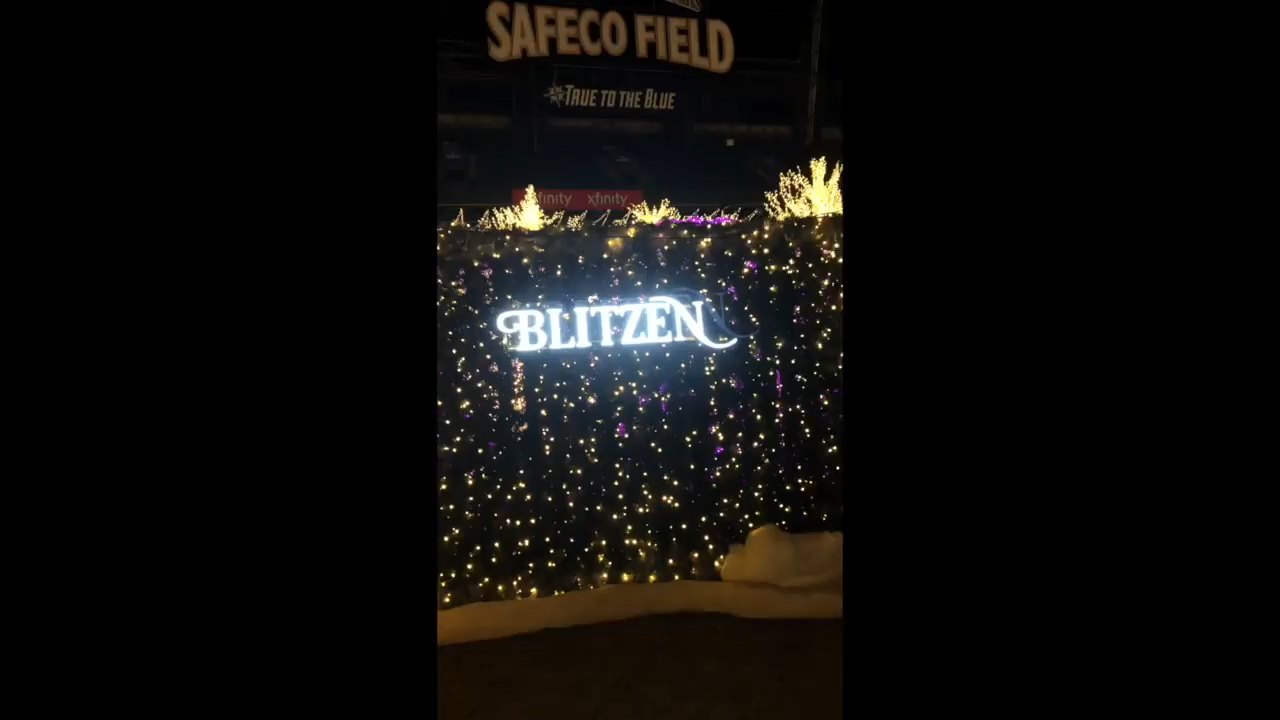 SAFECO FIELD
TRUE TO THE BLUE
xfinity xfinity
BLITZEN